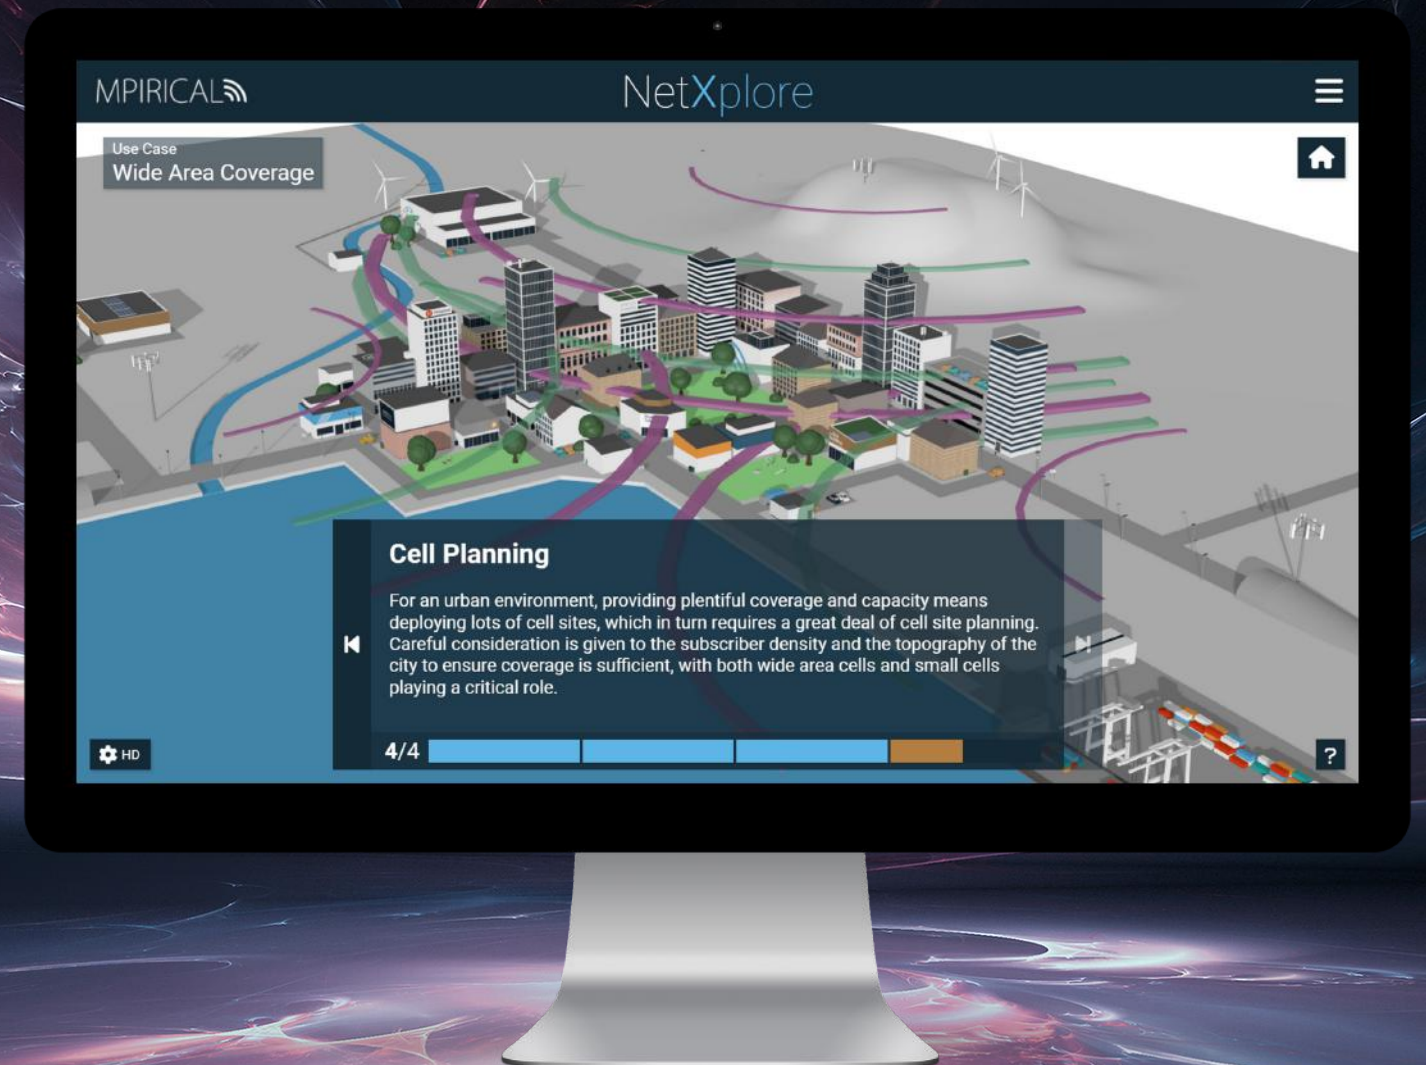 MPIRICAL
NetXplore
Use Case
Wide Area Coverage
Cell Planning
For an urban environment, providing plentiful coverage and capacity means
deploying lots of cell sites, which in turn requires a great deal of cell site planning.
Careful consideration is given to the subscriber density and the topography of the
city to ensure coverage is sufficient, with both wide area cells and small cells
playing a critical role.
4/4
HD
?